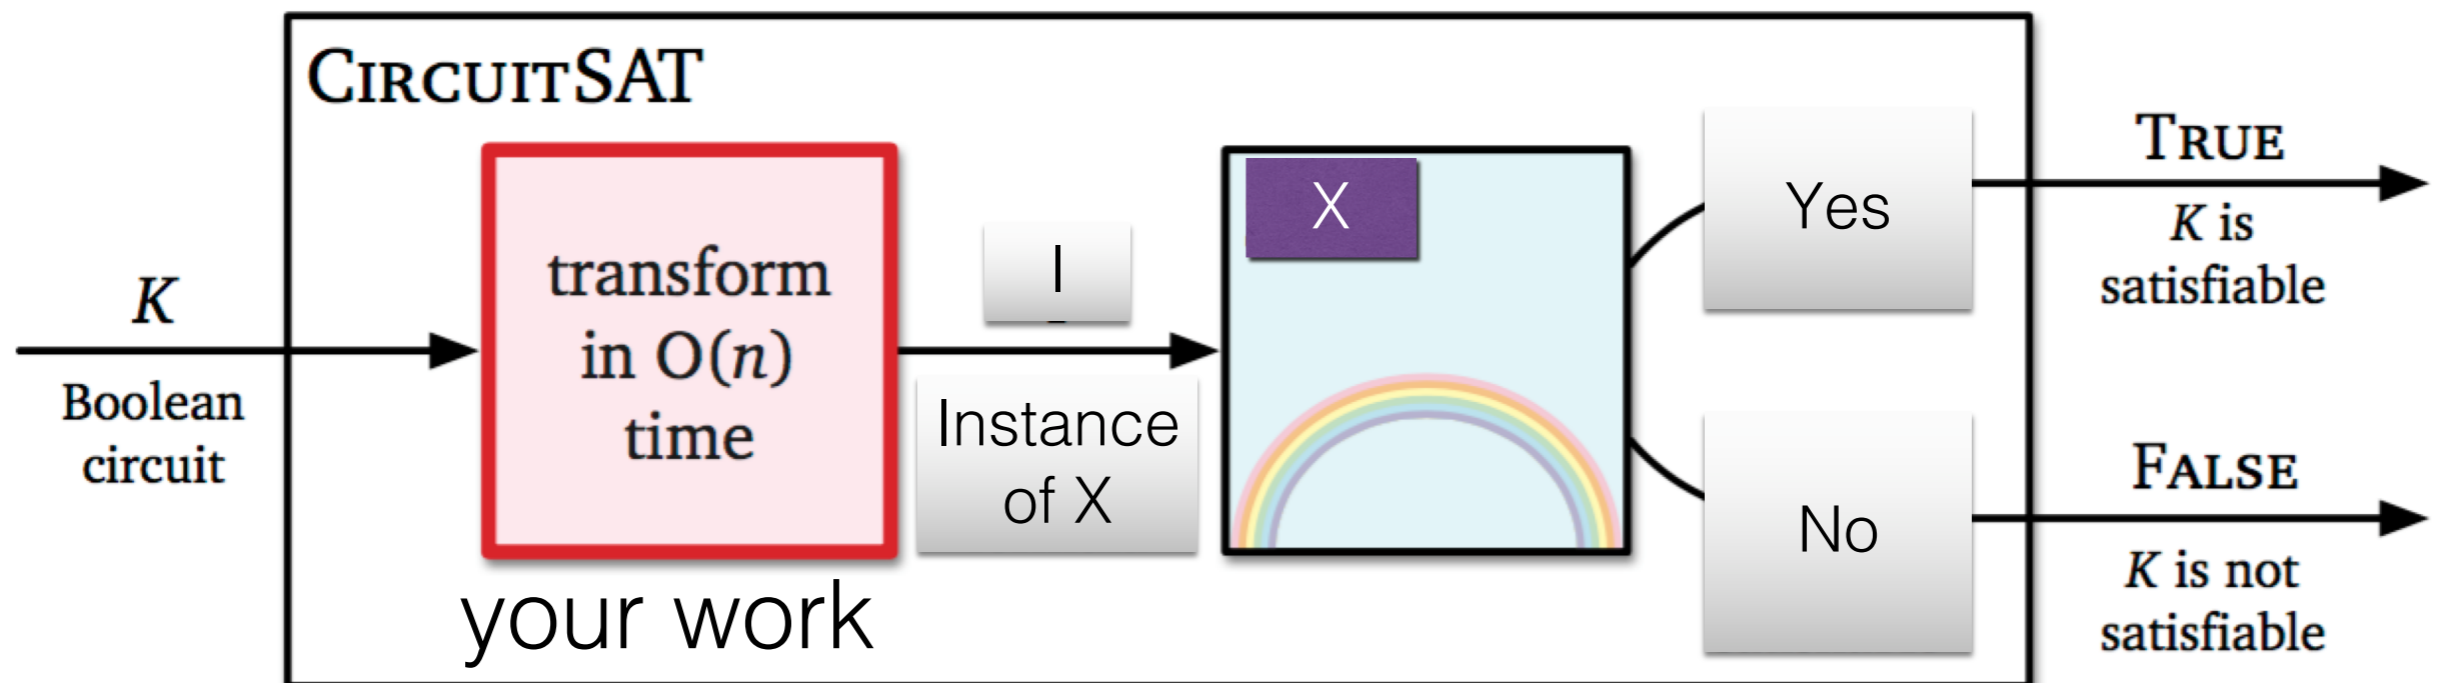 CIRCUITSAT
K
Boolean
circuit
transform
in O(n)
time
your work
I
Instance
of X
X
Yes
No
TRUE
K is
satisfiable
FALSE
K is not
satisfiable